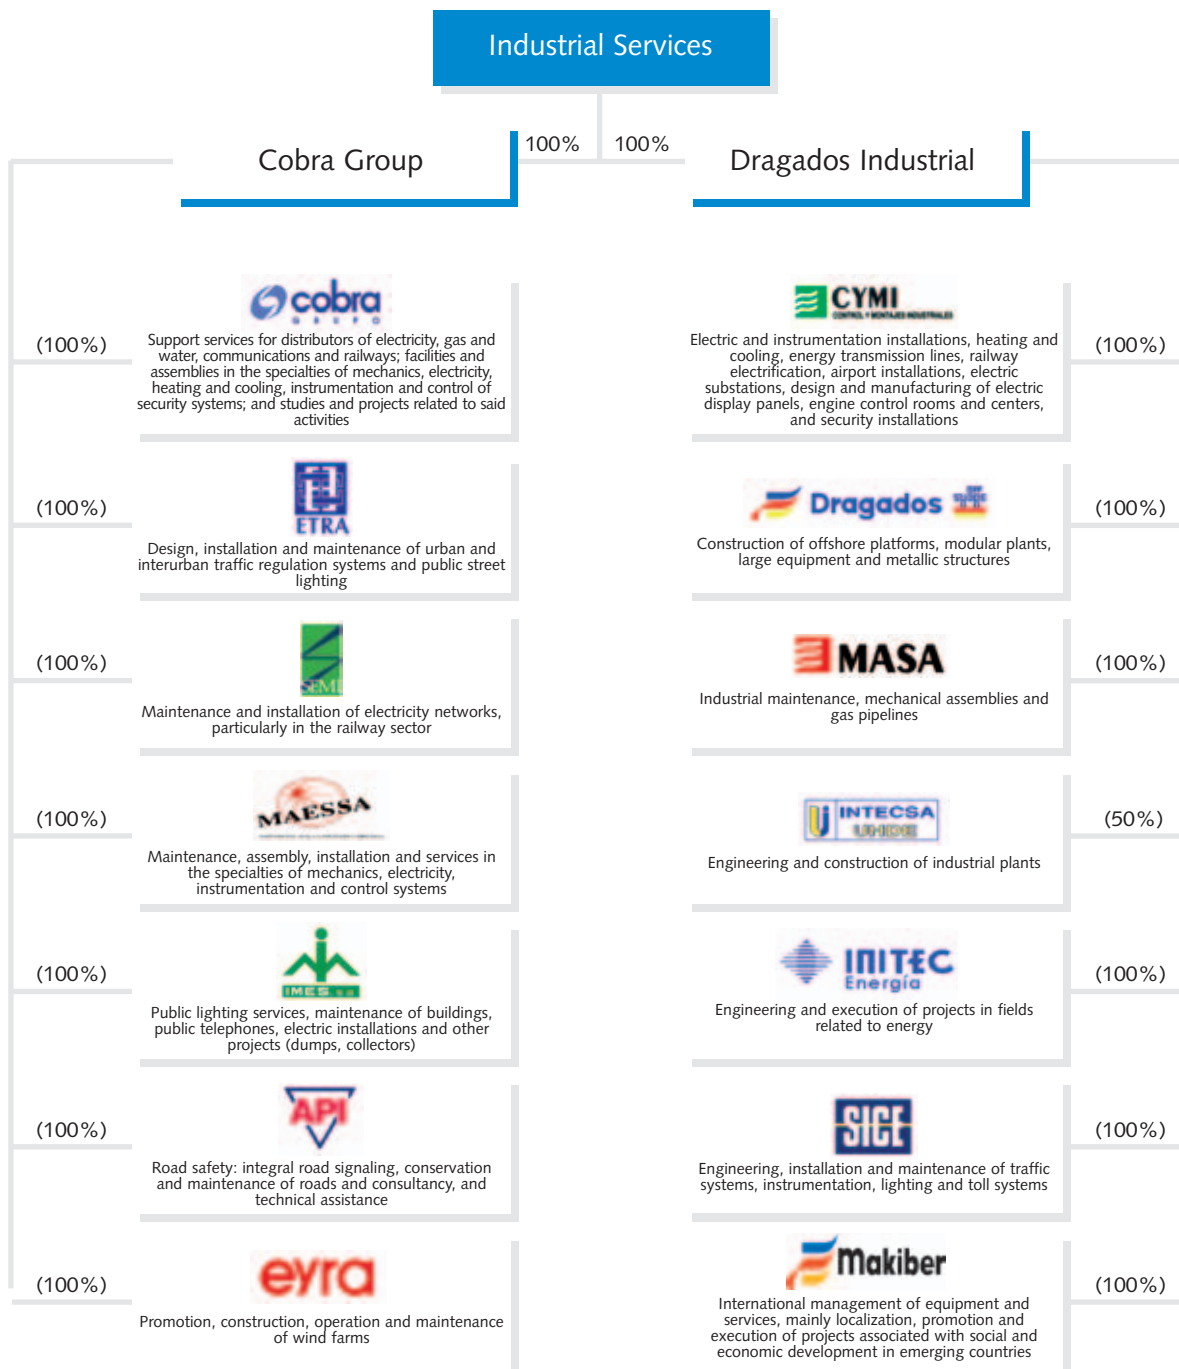 Industrial Services
100% 100%
Cobra Group
Dragados Industrial
(100%)
cobra
GRUPO
Support services for distributors of electricity, gas and
water, communications and railways; facilities and
assemblies in the specialties of mechanics, electricity,
heating and cooling, instrumentation and control of
security systems; and studies and projects related to said
activities
(100%)
ETRA
Design, installation and maintenance of urban and
interurban traffic regulation systems and public street
lighting
(100%)
SEMI
Maintenance and installation of electricity networks,
particularly in the railway sector
(100%)
MAESSA
Maintenance, assembly, installation and services in
the specialties of mechanics, electricity,
instrumentation and control systems
(100%)
IMES, s.a
Public lighting services, maintenance of buildings,
public telephones, electric installations and other
projects (dumps, collectors)
(100%)
API
Road safety: integral road signaling, conservation
and maintenance of roads and consultancy, and
technical assistance
(100%)
eyra
Promotion, construction, operation and maintenance
of wind farms
CYMI
CONTROL Y MONTAJES INDUSTRIALES
Electric and instrumentation installations, heating and
cooling, energy transmission lines, railway
electrification, airport installations, electric
substations, design and manufacturing of electric
display panels, engine control rooms and centers,
and security installations
(100%)
Dragados
Construction of offshore platforms, modular plants,
large equipment and metallic structures
(100%)
MASA
Industrial maintenance, mechanical assemblies and
gas pipelines
(100%)
INTECSA
UHDE
Engineering and construction of industrial plants
(50%)
INITEC
Energía
Engineering and execution of projects in fields
related to energy
(100%)
SICE
Engineering, installation and maintenance of traffic
systems, instrumentation, lighting and toll systems
(100%)
Makiber
International management of equipment and
services, mainly localization, promotion and
execution of projects associated with social and
economic development in emerging countries
(100%)